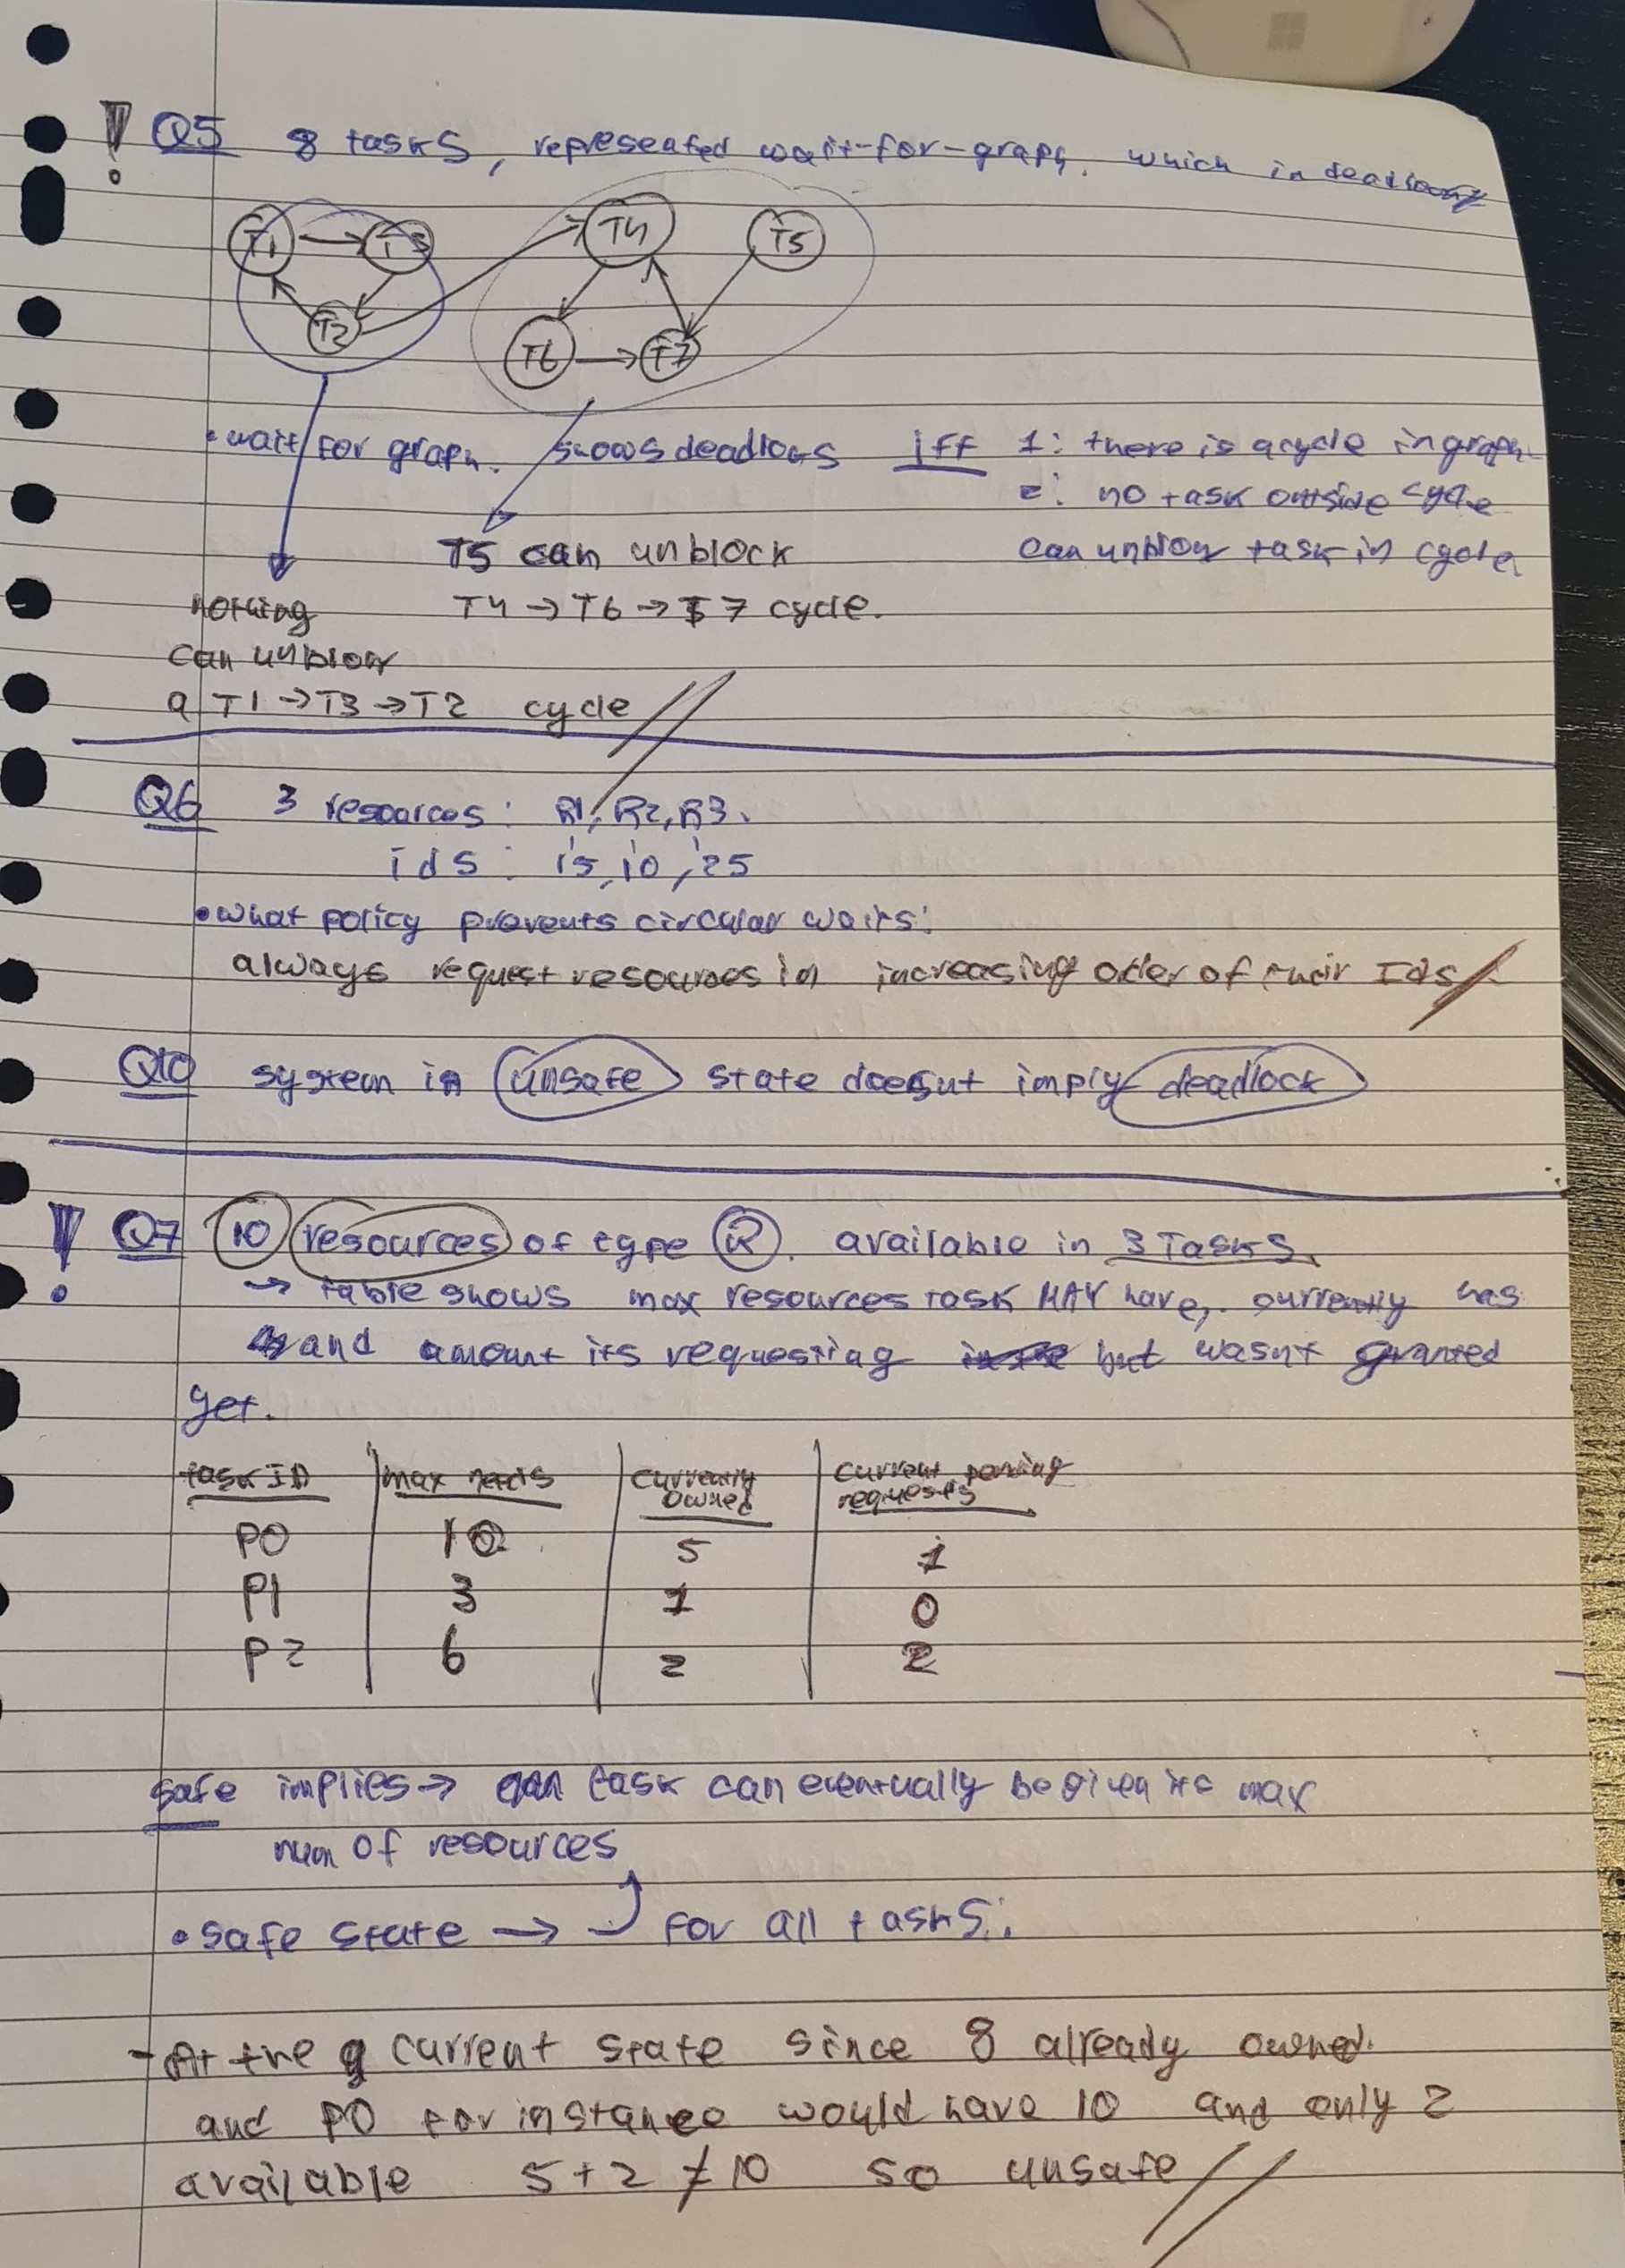 ! Q5 8 tasks, represented wait-for-graph. which in deadlock
T1 T3 T4 T5
T2 T6 T7
• wait for graph. shows deadlocks iff 1: there is a cycle in graph.
2: no task outside cycle
T5 can unblock can unblock task in cycle
nothing T4 → T6 → T7 cycle.
can unblock
a T1 → T3 → T2 cycle
Q6 3 resources: R1, R2, R3.
ids: 15, 10, 25
• what policy prevents circular waits:
always request resources in increasing order of their Ids
Q10 system in unsafe state doesnt imply deadlock
! Q7 10 resources of type R. available in 3 Tasks.
→ table shows max resources task MAY have, currently has
and amount its requesting but wasnt granted
yet.
task ID max needs currently owned current pending requests
P0 10 5 1
P1 3 1 0
P2 6 2 2
safe implies → task can eventually be given its max
num of resources
• safe state → for all tasks.
- At the current state since 8 already owned.
and P0 for instance would have 10 and only 2
available 5 + 2 ≠ 10 so unsafe